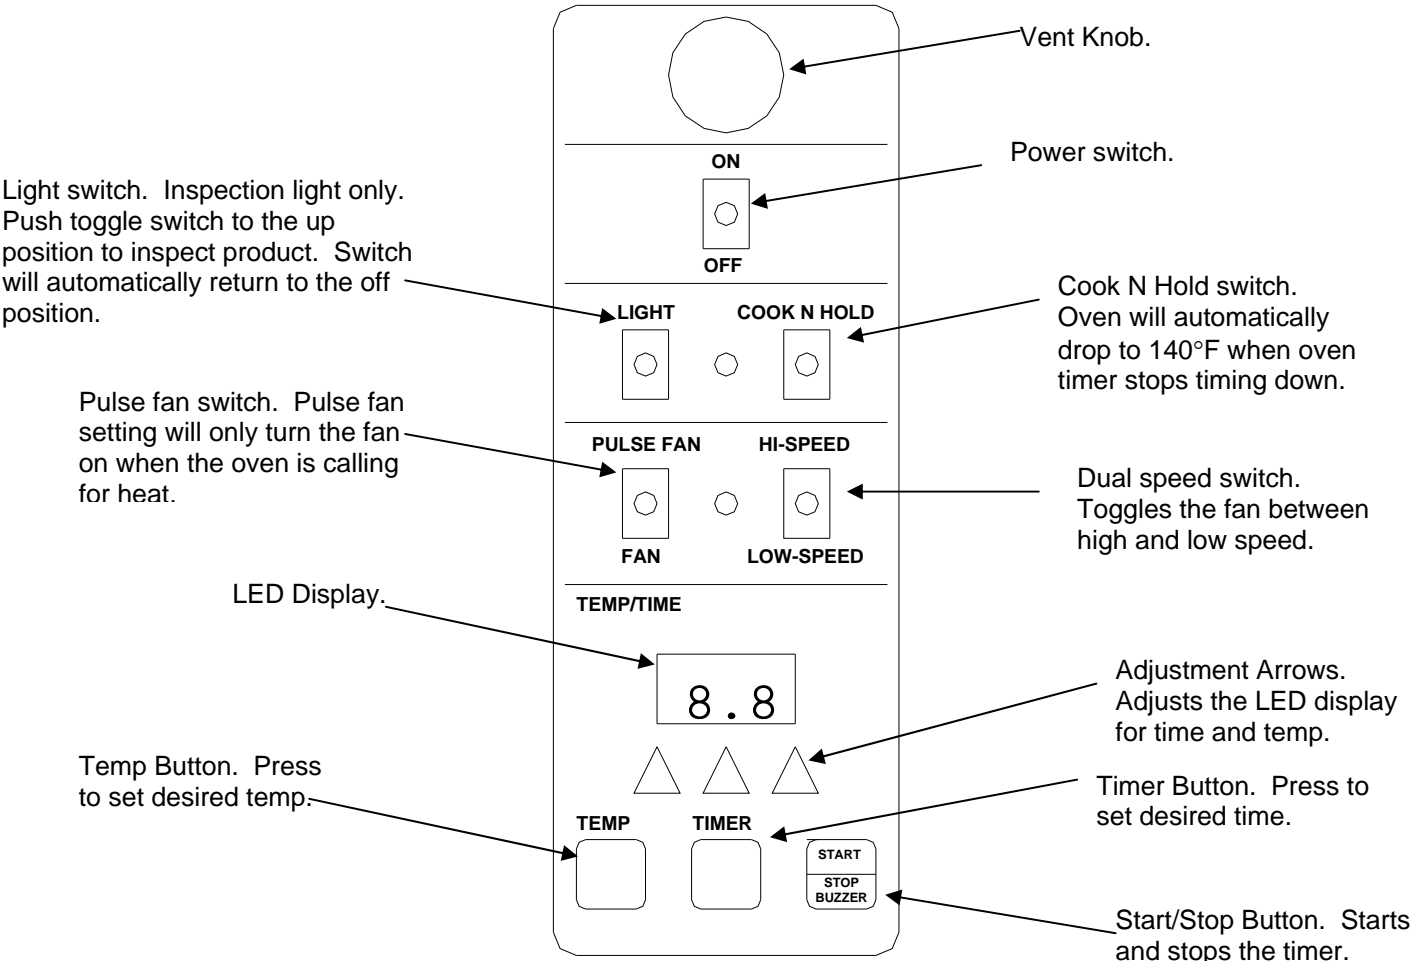 Vent Knob.
ON
Power switch.
OFF
Light switch.  Inspection light only.
Push toggle switch to the up
position to inspect product.  Switch
will automatically return to the off
position.
LIGHT
COOK N HOLD
Cook N Hold switch.
Oven will automatically
drop to 140°F when oven
timer stops timing down.
Pulse fan switch.  Pulse fan
setting will only turn the fan
on when the oven is calling
for heat.
PULSE FAN
HI-SPEED
FAN
LOW-SPEED
Dual speed switch.
Toggles the fan between
high and low speed.
LED Display.
TEMP/TIME
8.8
Adjustment Arrows.
Adjusts the LED display
for time and temp.
Temp Button.  Press
to set desired temp.
TEMP
TIMER
Timer Button.  Press to
set desired time.
START
STOP
BUZZER
Start/Stop Button.  Starts
and stops the timer.